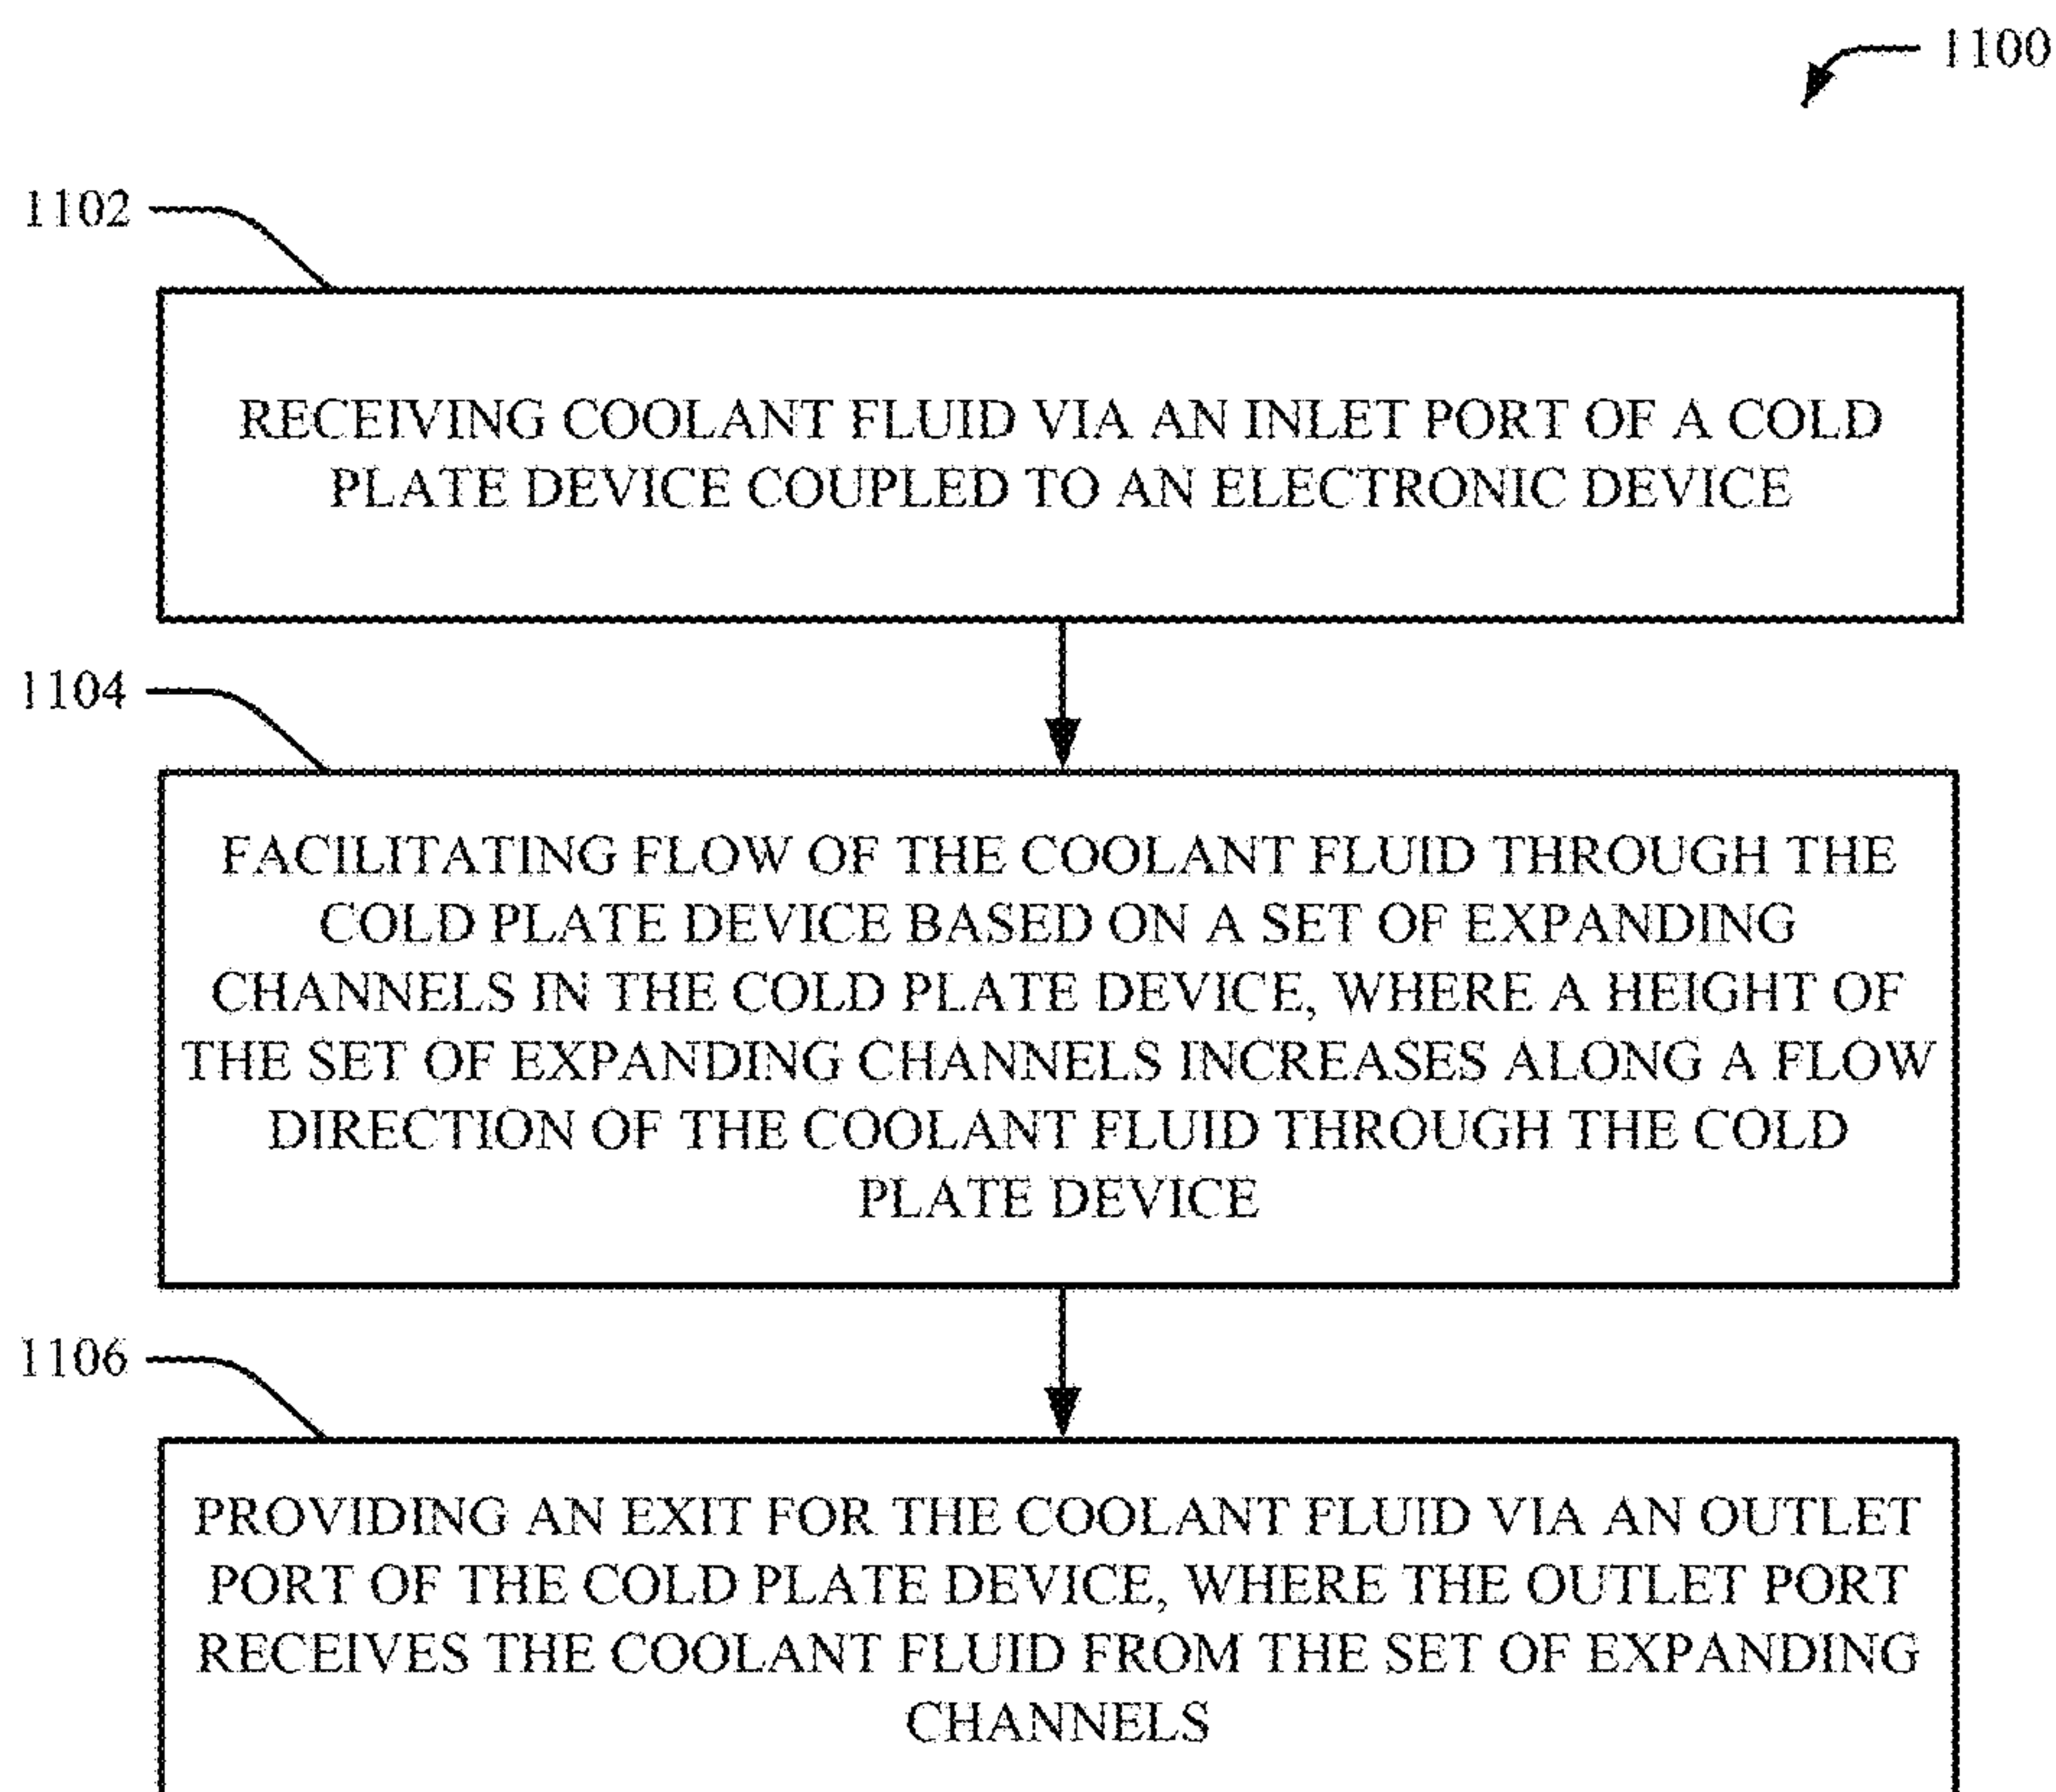 1100
1102
RECEIVING COOLANT FLUID VIA AN INLET PORT OF A COLD
PLATE DEVICE COUPLED TO AN ELECTRONIC DEVICE
1104
FACILITATING FLOW OF THE COOLANT FLUID THROUGH THE
COLD PLATE DEVICE BASED ON A SET OF EXPANDING
CHANNELS IN THE COLD PLATE DEVICE, WHERE A HEIGHT OF
THE SET OF EXPANDING CHANNELS INCREASES ALONG A FLOW
DIRECTION OF THE COOLANT FLUID THROUGH THE COLD
PLATE DEVICE
1106
PROVIDING AN EXIT FOR THE COOLANT FLUID VIA AN OUTLET
PORT OF THE COLD PLATE DEVICE, WHERE THE OUTLET PORT
RECEIVES THE COOLANT FLUID FROM THE SET OF EXPANDING
CHANNELS